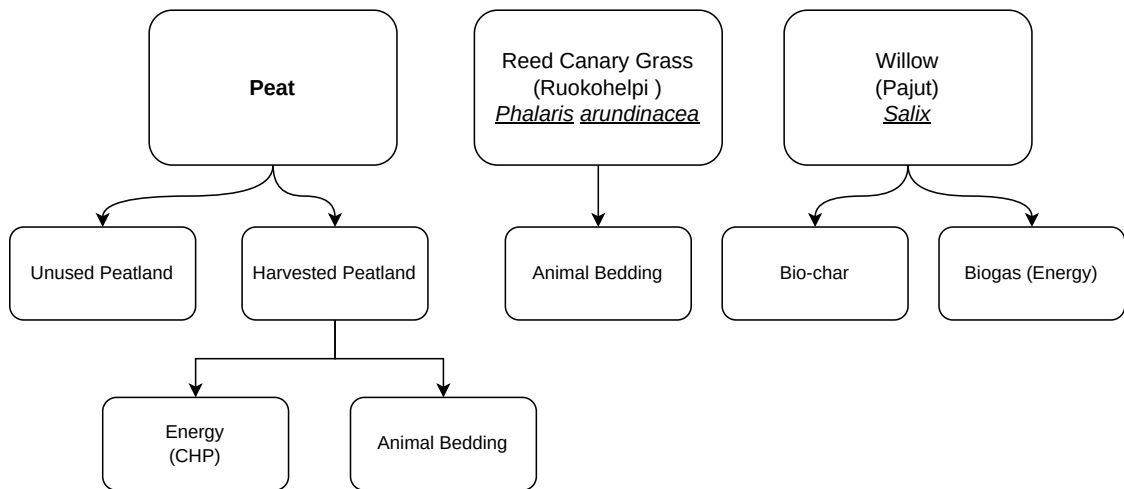 Peat
Reed Canary Grass
(Ruokohelpi )
Phalaris arundinacea
Willow
(Pajut)
Salix
Unused Peatland
Harvested Peatland
Animal Bedding
Bio-char
Biogas (Energy)
Energy
(CHP)
Animal Bedding